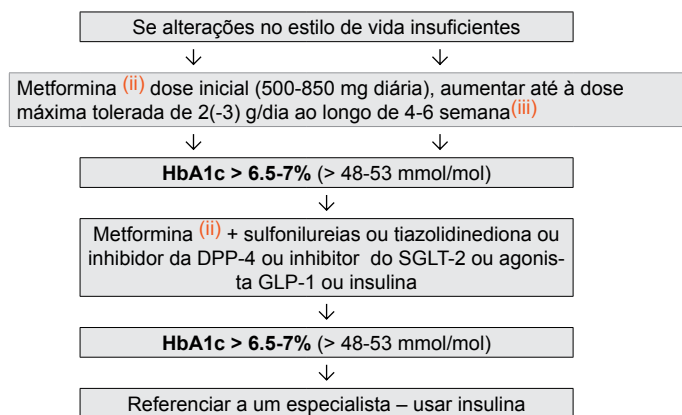 Se alterações no estilo de vida insuficientes
Metformina (ii) dose inicial (500-850 mg diária), aumentar até à dose
máxima tolerada de 2(-3) g/dia ao longo de 4-6 semana(iii)
HbA1c > 6.5-7% (> 48-53 mmol/mol)
Metformina (ii) + sulfonilureias ou tiazolidinediona ou
inhibidor da DPP-4 ou inhibitor do SGLT-2 ou agonis-
ta GLP-1 ou insulina
HbA1c > 6.5-7% (> 48-53 mmol/mol)
Referenciar a um especialista – usar insulina